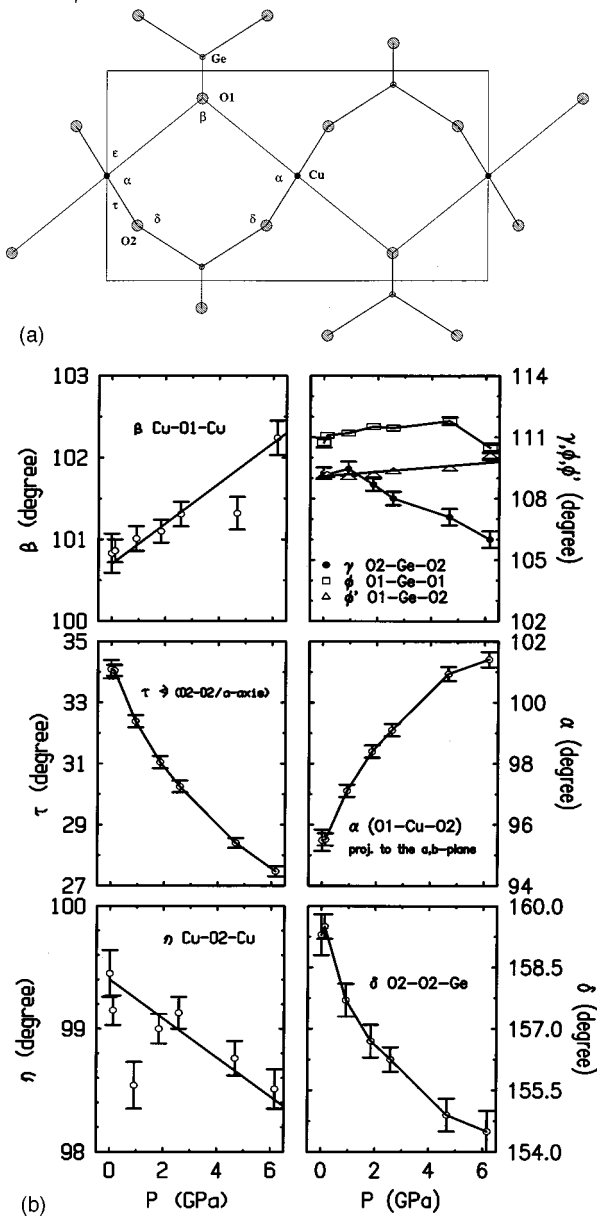 Ge
O1
β
ε
α
α
Cu
τ
δ
δ
O2
(a)
103
102
101
100
β (degree)
β Cu-O1-Cu
114
111
108
105
102
γ,ϕ,ϕ' (degree)
γ O2-Ge-O2
ϕ O1-Ge-O1
ϕ' O1-Ge-O2
35
33
31
29
27
τ (degree)
(O2-O2/a-axis)
102
100
98
96
94
α (degree)
α (O1-Cu-O2)
proj. to the a,b-plane
100
99
98
η (degree)
η Cu-O2-Cu
160.0
158.5
157.0
155.5
154.0
δ (degree)
δ O2-O2-Ge
0 2 4 6
0 2 4 6
P (GPa)
P (GPa)
(b)